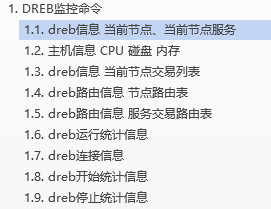 1. DREB监控命令
1.1. dreb信息 当前节点、当前节点服务
1.2. 主机信息 CPU 磁盘 内存
1.3. dreb信息 当前节点交易列表
1.4. dreb路由信息 节点路由表
1.5. dreb路由信息 服务交易路由表
1.6. dreb运行统计信息
1.7. dreb连接信息
1.8. dreb开始统计信息
1.9. dreb停止统计信息